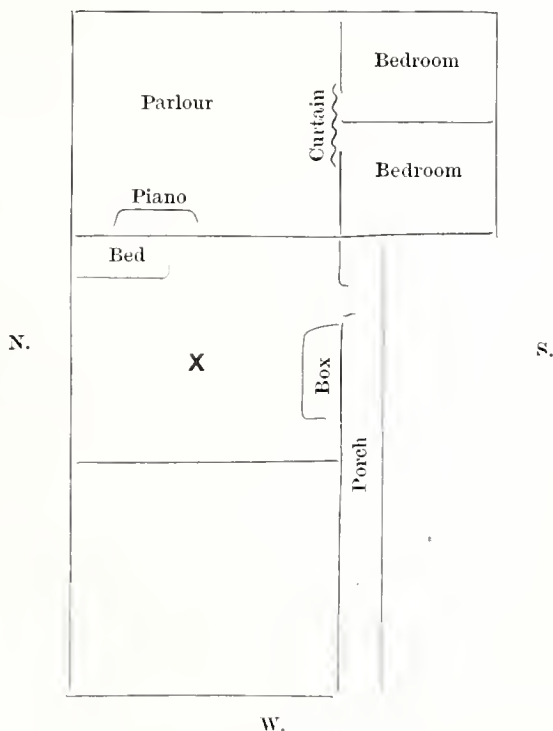 Bedroom
Parlour
Curtain
Bedroom
Piano
Bed
N.
X
Box
S.
Porch
W.